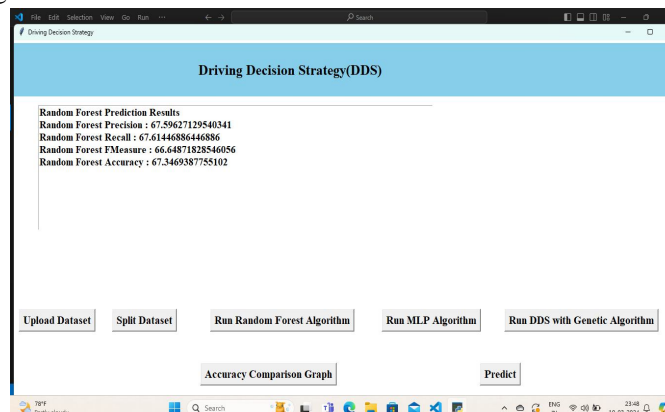 File Edit Selection View Go Run ··· ← → Search
Driving Decision Strategy
Driving Decision Strategy(DDS)
Random Forest Prediction Results
Random Forest Precision : 67.59627129540341
Random Forest Recall : 67.61446886446886
Random Forest FMeasure : 66.64871828546056
Random Forest Accuracy : 67.3469387755102
Upload Dataset Split Dataset Run Random Forest Algorithm Run MLP Algorithm Run DDS with Genetic Algorithm
Accuracy Comparison Graph Predict
78°F Search ENG 23:48